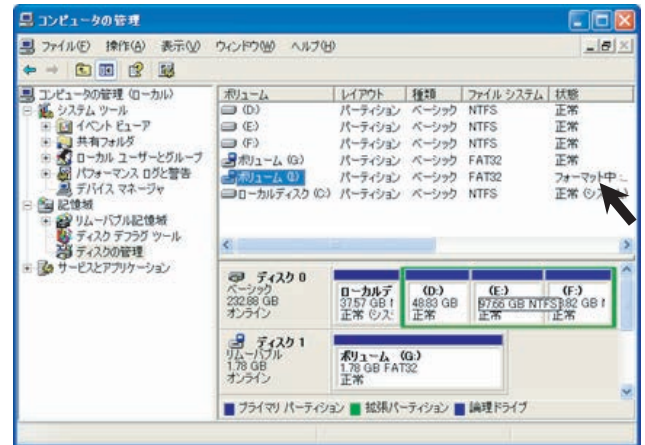 コンピュータの管理
ファイル(F) 操作(A) 表示(V) ウィンドウ(W) ヘルプ(H)
コンピュータの管理 (ローカル)
システム ツール
イベント ビューア
共有フォルダ
ローカル ユーザーとグループ
パフォーマンス ログと警告
デバイス マネージャ
記憶域
リムーバブル記憶域
ディスク デフラグ ツール
ディスクの管理
サービスとアプリケーション
ボリューム レイアウト 種類 ファイル システム 状態
(D:) パーティション ベーシック NTFS 正常
(E:) パーティション ベーシック NTFS 正常
(F:) パーティション ベーシック NTFS 正常
ボリューム (G:) パーティション ベーシック FAT32 正常
ボリューム (I:) パーティション ベーシック FAT32 フォーマット中 :
ローカルディスク (C:) パーティション ベーシック NTFS 正常
ディスク 0
ベーシック
232.88 GB
オンライン
ローカルデ
37.57 GB
正常 (シス
(D:)
48.83 GB
正常
(E:)
97.66 GB NTFS
正常
(F:)
正常
ディスク 1
リムーバブル
1.78 GB
オンライン
ボリューム (G:)
1.78 GB FAT32
正常
プライマリ パーティション 拡張パーティション 論理ドライブ